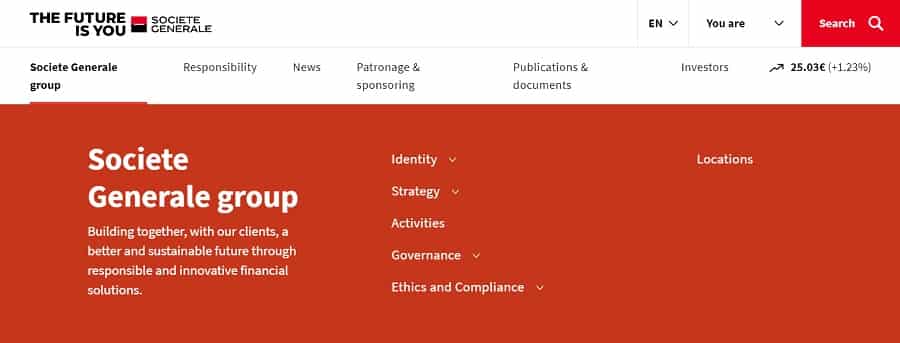 THE FUTURE
IS YOU
SOCIETE
GENERALE
EN
You are
Search
Societe Generale
group
Responsibility
News
Patronage &
sponsoring
Publications &
documents
Investors
25.03€ (+1.23%)
Societe
Generale group
Building together, with our clients, a
better and sustainable future through
responsible and innovative financial
solutions.
Identity
Strategy
Activities
Governance
Ethics and Compliance
Locations